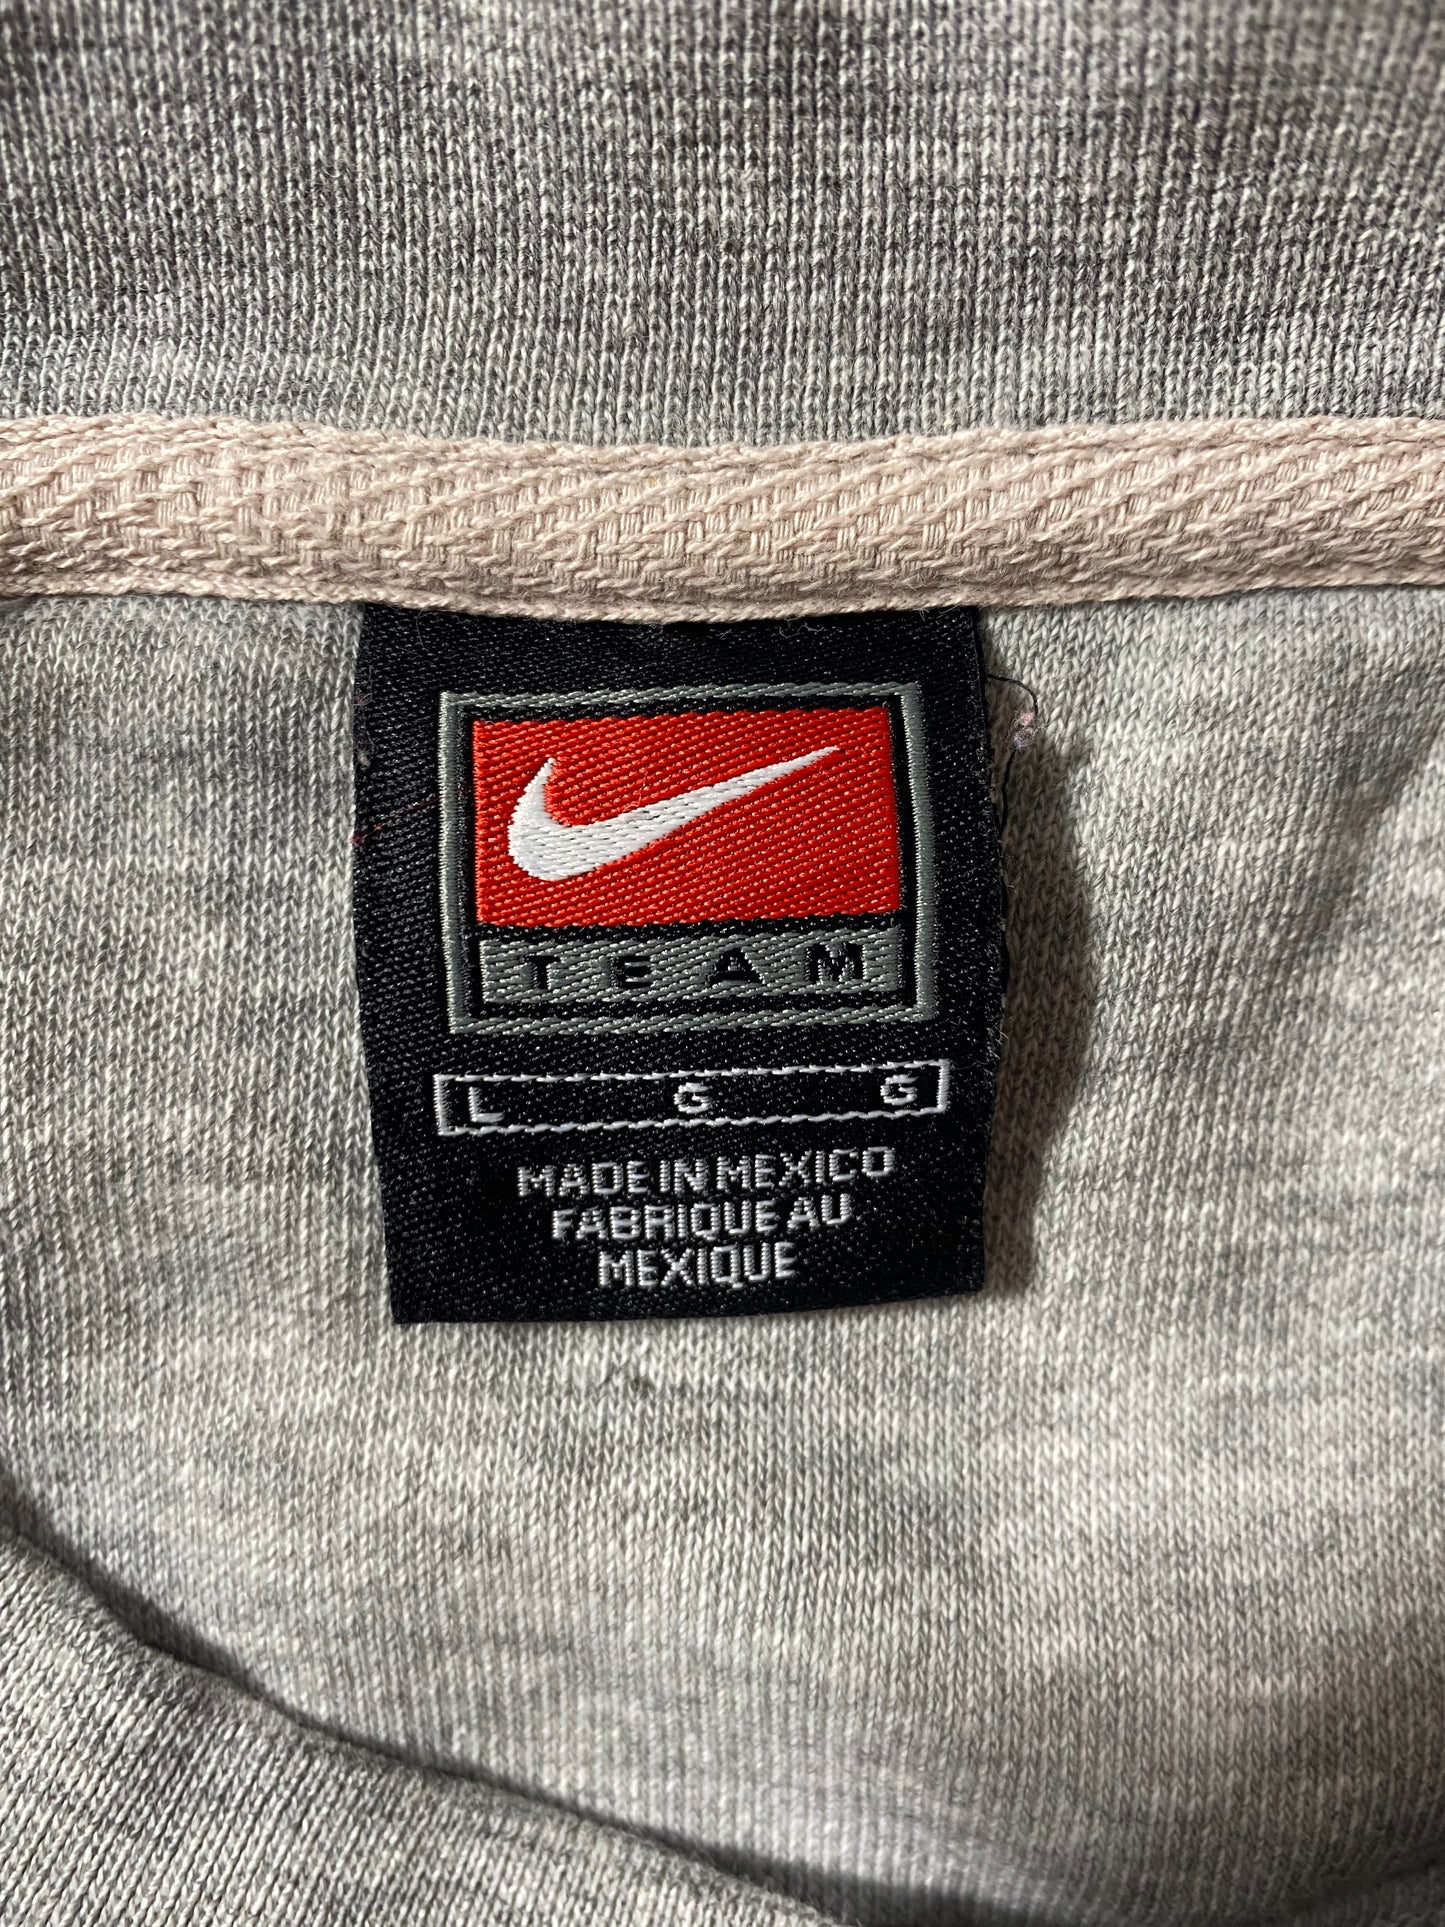 TEAM
L G G
MADE IN MEXICO
FABRIQUE AU
MEXIQUE